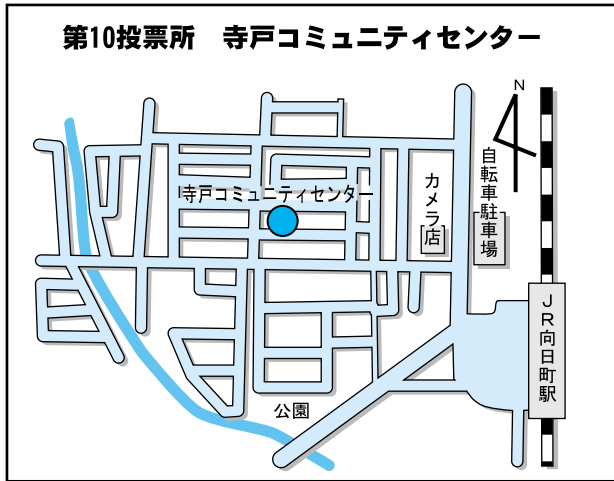 第10投票所　寺戸コミュニティセンター
N
自転車駐車場
カメラ店
寺戸コミュニティセンター
JR向日町駅
公園